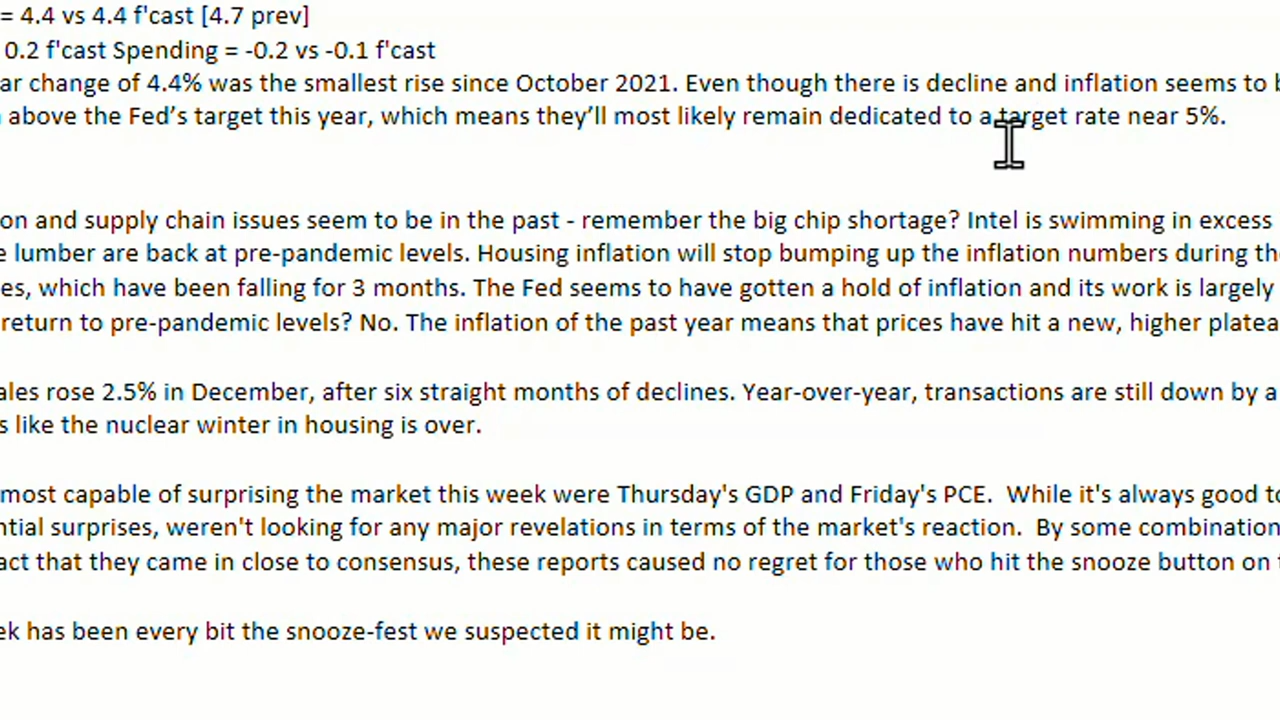 = 4.4 vs 4.4 f'cast [4.7 prev]
0.2 f'cast Spending = -0.2 vs -0.1 f'cast
ar change of 4.4% was the smallest rise since October 2021. Even though there is decline and inflation seems to b
above the Fed’s target this year, which means they’ll most likely remain dedicated to a target rate near 5%.
on and supply chain issues seem to be in the past - remember the big chip shortage? Intel is swimming in excess
e lumber are back at pre-pandemic levels. Housing inflation will stop bumping up the inflation numbers during the
es, which have been falling for 3 months. The Fed seems to have gotten a hold of inflation and its work is largely
return to pre-pandemic levels? No. The inflation of the past year means that prices have hit a new, higher platea
ales rose 2.5% in December, after six straight months of declines. Year-over-year, transactions are still down by a
s like the nuclear winter in housing is over.
most capable of surprising the market this week were Thursday's GDP and Friday's PCE.  While it's always good to
ntial surprises, weren't looking for any major revelations in terms of the market's reaction.  By some combination
act that they came in close to consensus, these reports caused no regret for those who hit the snooze button on
ek has been every bit the snooze-fest we suspected it might be.